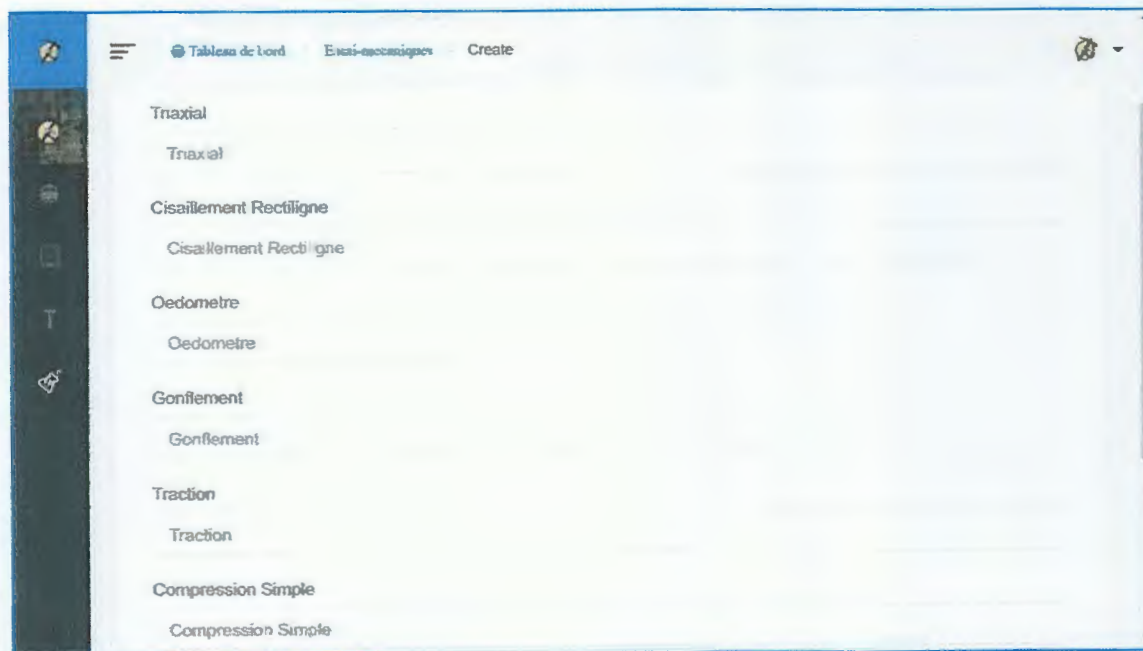 Tableau de bord Essai-mecaniques Create
Triaxial
Triaxial
Cisaillement Rectiligne
Cisaillement Rectiligne
Oedometre
Oedometre
Gonflement
Gonflement
Traction
Traction
Compression Simple
Compression Simple
T